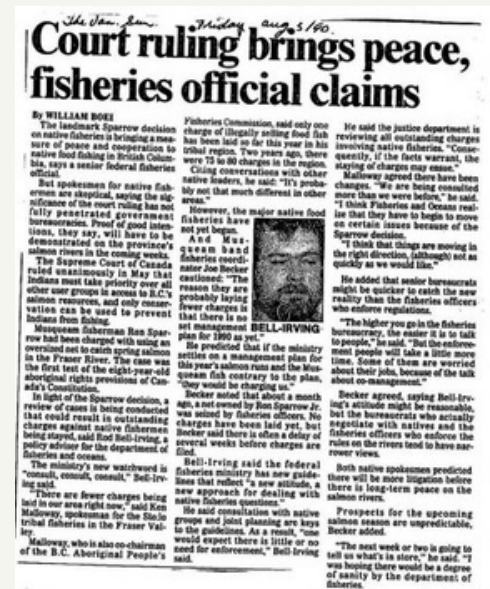 The Van. Sun. Friday Aug 3/90.
Court ruling brings peace,
fisheries official claims
By WILLIAM BOEI
The landmark Sparrow decision
on native fisheries is bringing a mea-
sure of peace and cooperation to
native food fishing in British Colum-
bia, says a senior federal fisheries
official.
But spokesmen for native fish-
ermen are skeptical, saying the sig-
nificance of the court ruling has not
fully penetrated government
bureaucracies. Proof of good inten-
tions, they say, will have to be
demonstrated on the province's
salmon rivers in the coming weeks.
The Supreme Court of Canada
ruled unanimously in May that
Indians must take priority over all
other user groups in access to B.C.'s
salmon resources, and only conser-
vation can be used to prevent
Indians from fishing.
Musqueam fisherman Ron Spar-
row had been charged with using an
oversized net to catch spring salmon
in the Fraser River. The case was
the first test of the eight-year-old
aboriginal rights provisions of Can-
ada's Constitution.
In light of the Sparrow decision, a
review of cases is being conducted
that could result in outstanding
charges against native fishermen
being stayed, said Rod Bell-Irving, a
policy advisor for the department of
fisheries and oceans.
The ministry's new watchword is
"consult, consult, consult," Bell-Irv-
ing said.
"There are fewer charges being
laid in our area right now," said Ken
Malloway, spokesman for the Sto:lo
tribal fisheries in the Fraser Val-
ley.
Malloway, who is also co-chairman
of the B.C. Aboriginal People's
Fisheries Commission, said only one
charge of illegally selling food fish
has been laid so far this year in his
tribal region. Two years ago, there
were 75 to 80 charges in the region.
Citing conversations with other
native leaders, he said: "It's proba-
bly not that much different in other
areas."
However, the major native food
fisheries have
not yet begun.
And Mus-
queam band
fisheries coordi-
nator Joe Becker
cautioned: "The
reason they are
probably laying
fewer charges is
that there is no
set management
plan for 1990 as yet."
BELL-IRVING
He predicted that if the ministry
settles on a management plan for
this year's salmon runs and the Mus-
queam fish contrary to the plan,
"they would be charging us."
Becker noted that about a month
ago, a net owned by Ron Sparrow Jr.
was seized by fisheries officers. No
charges have been laid yet, but
Becker said there is often a delay of
several weeks before charges are
filed.
Bell-Irving said the federal
fisheries ministry has new guide-
lines that reflect "a new attitude, a
new approach for dealing with
native fisheries questions."
He said consultation with native
groups and joint planning are keys
to the guidelines. As a result, "one
would expect there is little or no
need for enforcement," Bell-Irving
said.
He said the justice department is
reviewing all outstanding charges
involving native fisheries. "Conse-
quently, if the facts warrant, the
staying of charges may ensue."
Malloway agreed there have been
changes. "We are being consulted
more than we were before," he said.
"I think Fisheries and Oceans real-
ize that they have to begin to move
on certain issues because of the
Sparrow decision.
"I think that things are moving in
the right direction, (although) not as
quickly as we would like."
He added that senior bureaucrats
might be quicker to catch the new
reality than the fisheries officers
who enforce regulations.
"The higher you go in the fisheries
bureaucracy, the easier it is to talk
to people," he said. "But the enforce-
ment people will take a little more
time. Some of them are worried
about their jobs, because of the talk
about co-management."
Becker agreed, saying Bell-Irv-
ing's attitude might be reasonable,
but the bureaucrats who actually
negotiate with natives and the
fisheries officers who enforce the
rules on the rivers tend to have nar-
rower views.
Both native spokesmen predicted
there will be more litigation before
there is long-term peace on the
salmon rivers.
Prospects for the upcoming
salmon season are unpredictable,
Becker added.
"The next week or two is going to
tell us what's in store," he said. "I
was hoping there would be a degree
of sanity by the department of
fisheries.